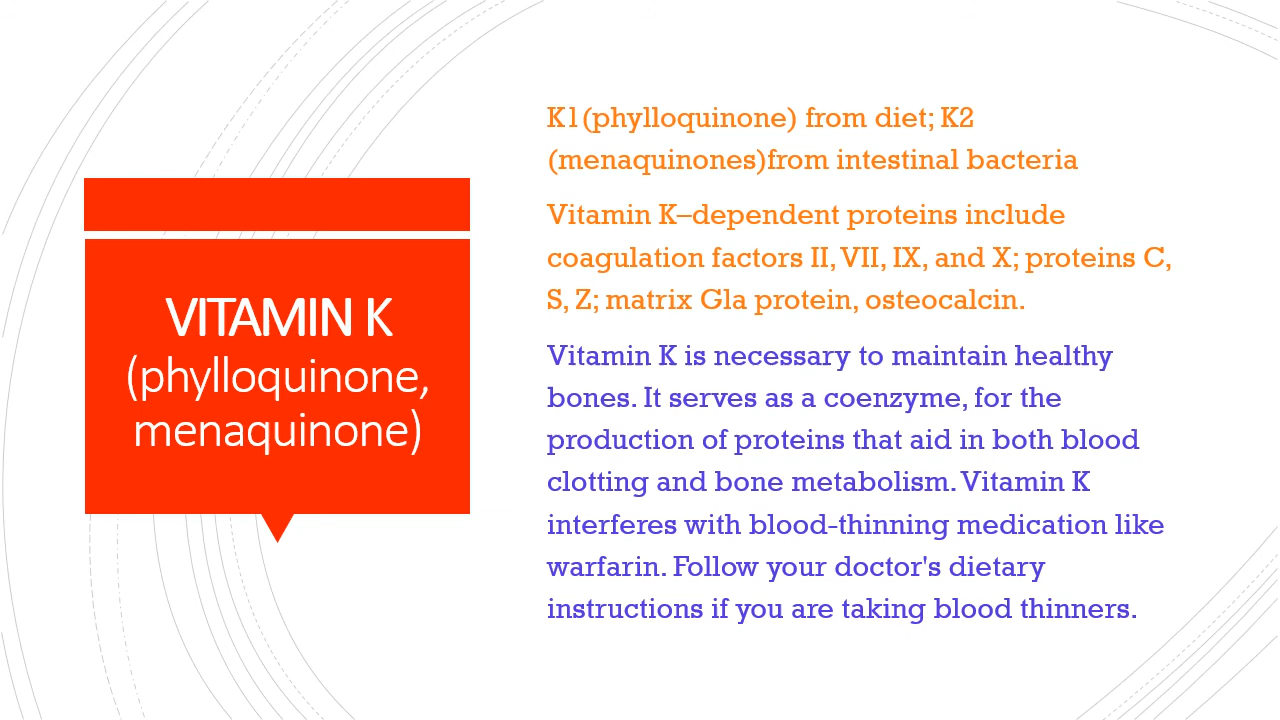 VITAMIN K
(phylloquinone,
menaquinone)
K1(phylloquinone) from diet; K2
(menaquinones)from intestinal bacteria
Vitamin K–dependent proteins include
coagulation factors II, VII, IX, and X; proteins C,
S, Z; matrix Gla protein, osteocalcin.
Vitamin K is necessary to maintain healthy
bones. It serves as a coenzyme, for the
production of proteins that aid in both blood
clotting and bone metabolism. Vitamin K
interferes with blood-thinning medication like
warfarin. Follow your doctor's dietary
instructions if you are taking blood thinners.